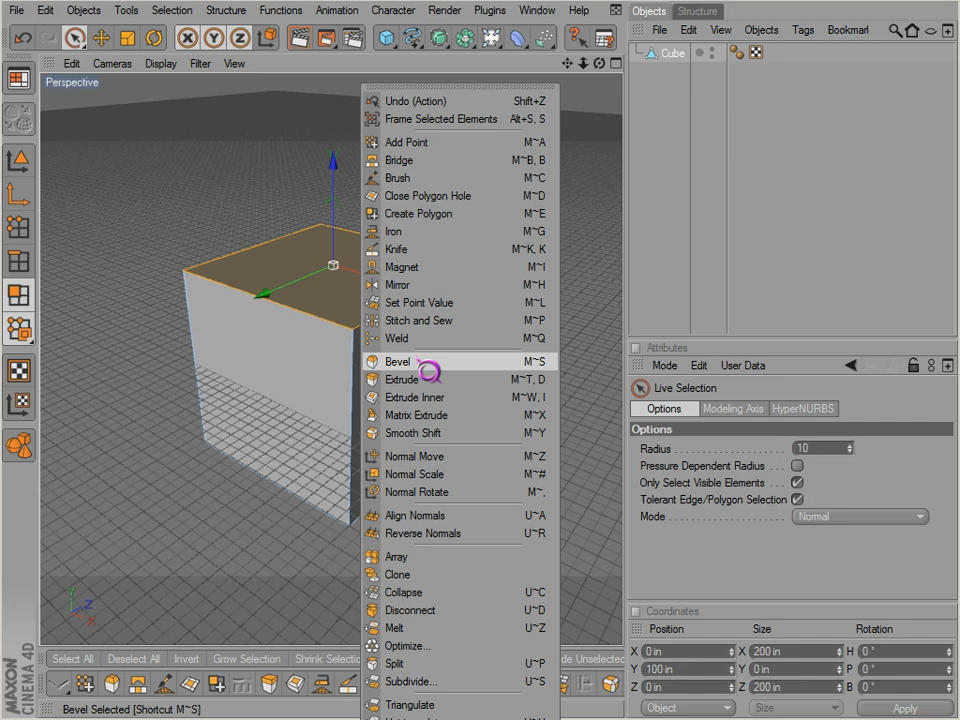 File Edit Objects Tools Selection Structure Functions Animation Character Render Plugins Window Help
Edit Cameras Display Filter View
Perspective
Undo (Action) Shift+Z
Frame Selected Elements Alt+S, S
Add Point M~A
Bridge M~B, B
Brush M~C
Close Polygon Hole M~D
Create Polygon M~E
Iron M~G
Knife M~K, K
Magnet M~I
Mirror M~H
Set Point Value M~L
Stitch and Sew M~P
Weld M~Q
Bevel M~S
Extrude M~T, D
Extrude Inner M~W, I
Matrix Extrude M~X
Smooth Shift M~Y
Normal Move M~Z
Normal Scale M~#
Normal Rotate M~,
Align Normals U~A
Reverse Normals U~R
Array
Clone
Collapse U~C
Disconnect U~D
Melt U~Z
Optimize...
Split U~P
Subdivide... U~S
Triangulate
Y
Z
X
Select All Deselect All Invert Grow Selection Shrink Selectio
de Unselected
Bevel Selected [Shortcut M~S]
MAXON
CINEMA 4D
Objects Structure
File Edit View Objects Tags Bookmar
Cube
Attributes
Mode Edit User Data
Live Selection
Options Modeling Axis HyperNURBS
Options
Radius 10
Pressure Dependent Radius
Only Select Visible Elements
Tolerant Edge/Polygon Selection
Mode Normal
Coordinates
Position Size Rotation
X 0 in X 200 in H 0 °
Y 100 in Y 0 in P 0 °
Z 0 in Z 200 in B 0 °
Object Size Apply